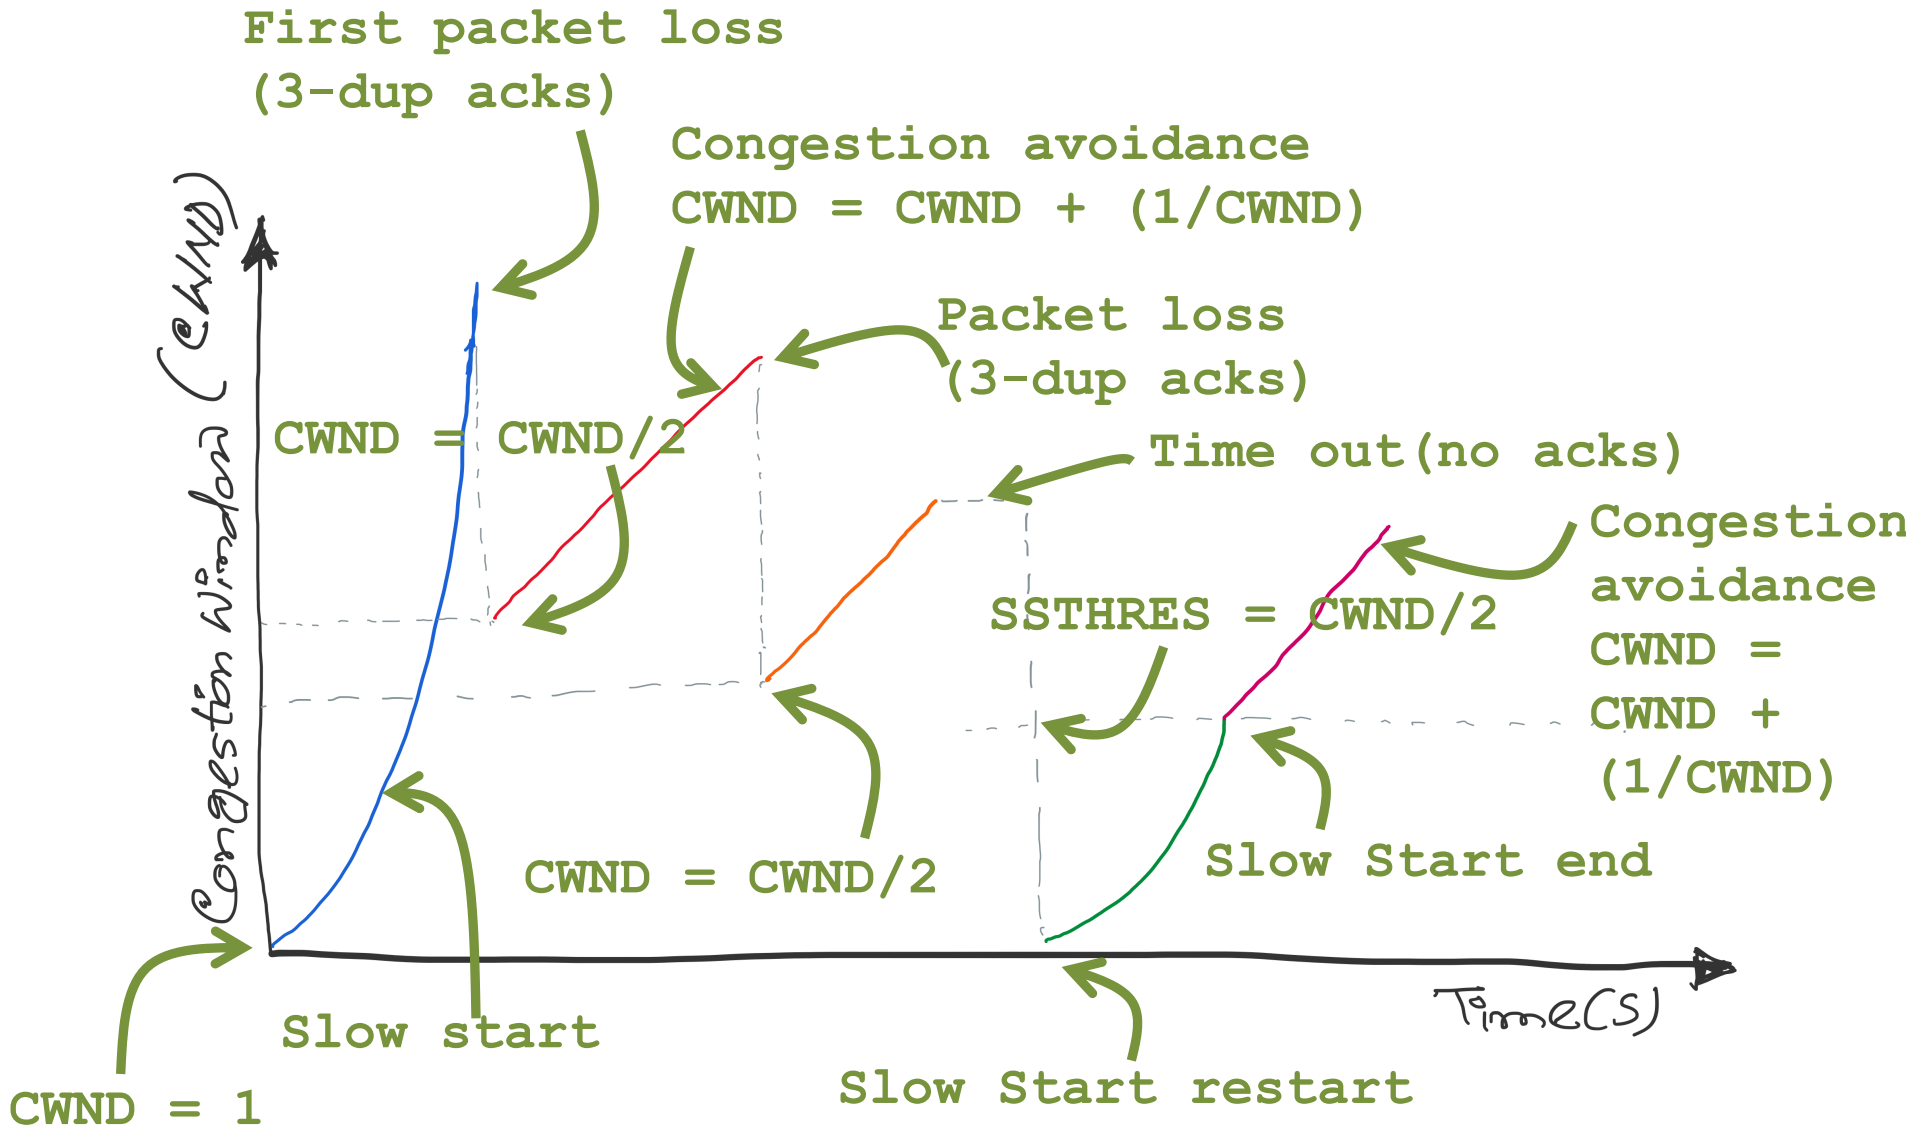 First packet loss
(3-dup acks)
Congestion avoidance
CWND = CWND + (1/CWND)
Packet loss
(3-dup acks)
CWND = CWND/2
Time out(no acks)
Congestion
avoidance
CWND =
CWND +
(1/CWND)
SSTHRES = CWND/2
Congestion Window (CWND)
CWND = CWND/2
Slow Start end
Slow start
Time(s)
Slow Start restart
CWND = 1